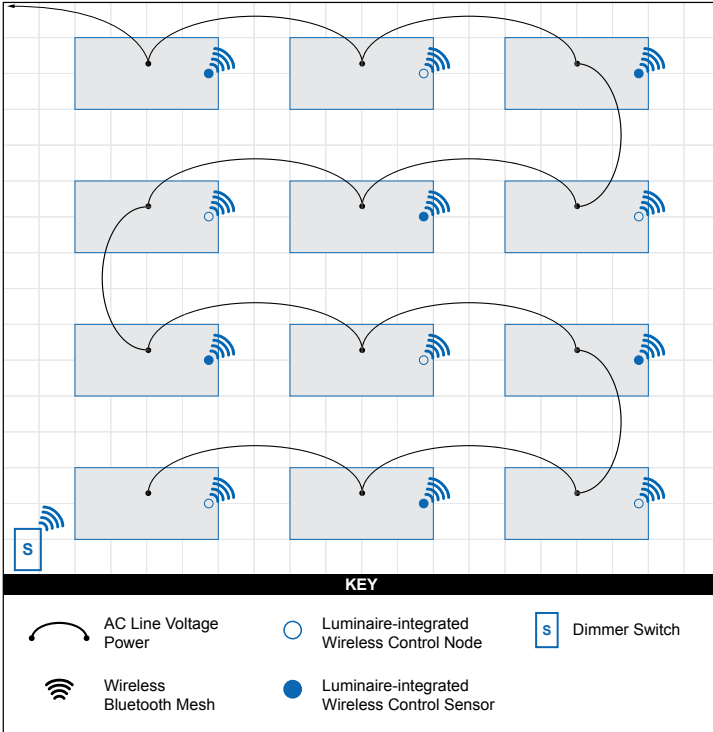 S
KEY
AC Line Voltage
Power
Luminaire-integrated
Wireless Control Node
S
Dimmer Switch
Wireless
Bluetooth Mesh
Luminaire-integrated
Wireless Control Sensor